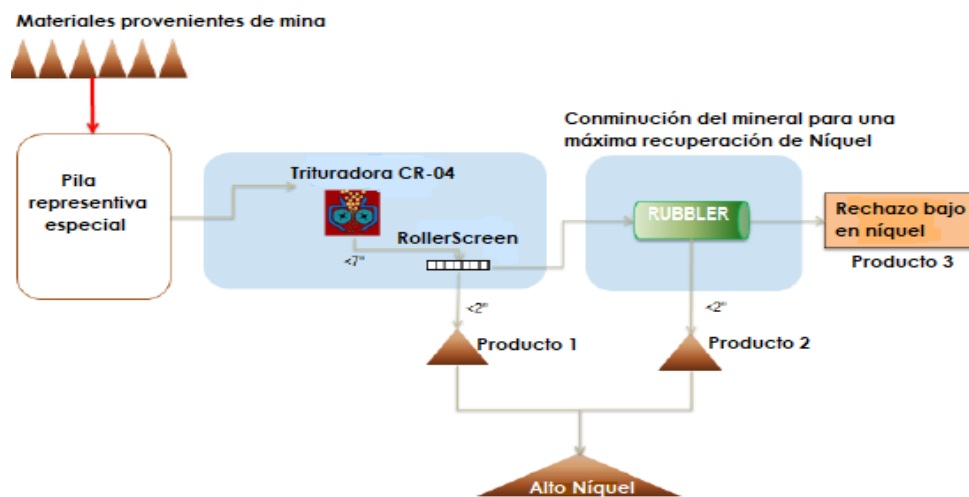 Materiales provenientes de mina
Pila
representiva
especial
Trituradora CR-04
<7"
RollerScreen
<2"
Producto 1
Conminución del mineral para una
máxima recuperación de Níquel
RUBBLER
<2"
Producto 2
Rechazo bajo
en níquel
Producto 3
Alto Níquel